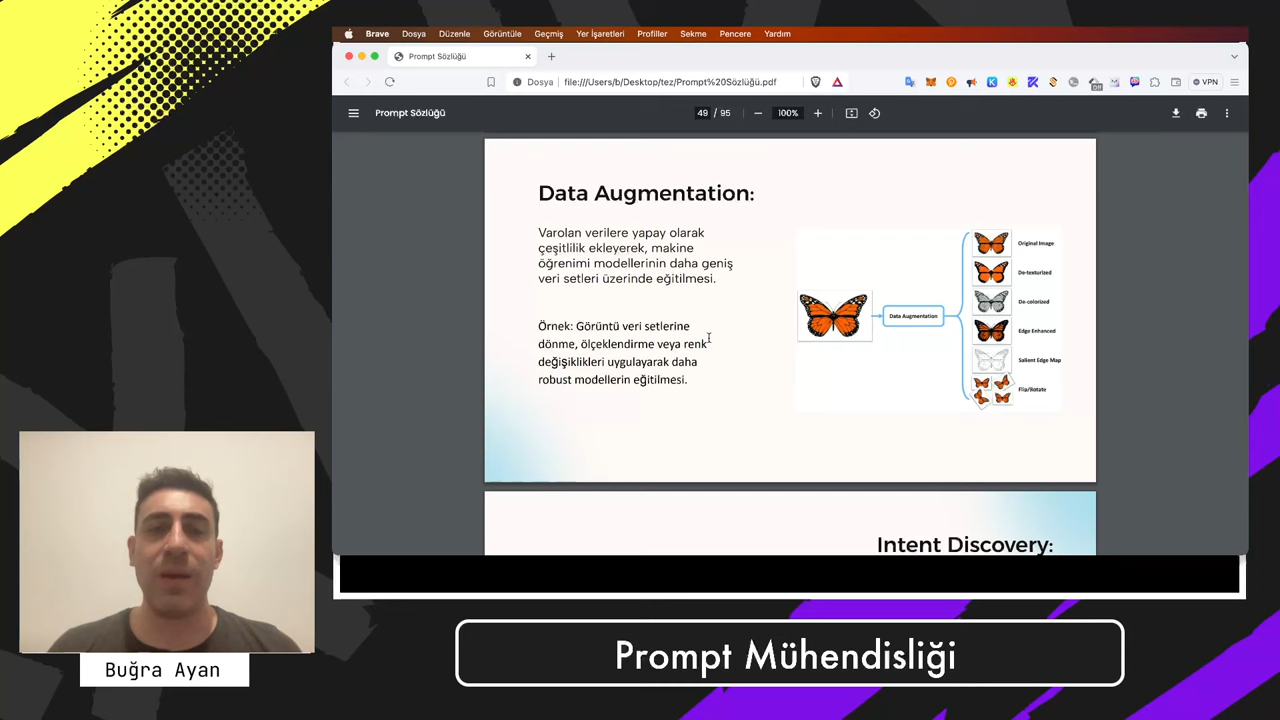 Brave Dosya Düzenle Görüntüle Geçmiş Yer İşaretleri Profiller Sekme Pencere Yardım
Prompt Sözlüğü
Dosya file:///Users/b/Desktop/tez/Prompt%20Sözlüğü.pdf
VPN
Prompt Sözlüğü
49 / 95
100%
Data Augmentation:
Varolan verilere yapay olarak
çeşitlilik ekleyerek, makine
öğrenimi modellerinin daha geniş
veri setleri üzerinde eğitilmesi.
Örnek: Görüntü veri setlerine
dönme, ölçeklendirme veya renk
değişiklikleri uygulayarak daha
robust modellerin eğitilmesi.
Data Augmentation
Original Image
De-texturized
De-colorized
Edge Enhanced
Salient Edge Map
Flip/Rotate
Intent Discovery:
Buğra Ayan
Prompt Mühendisliği